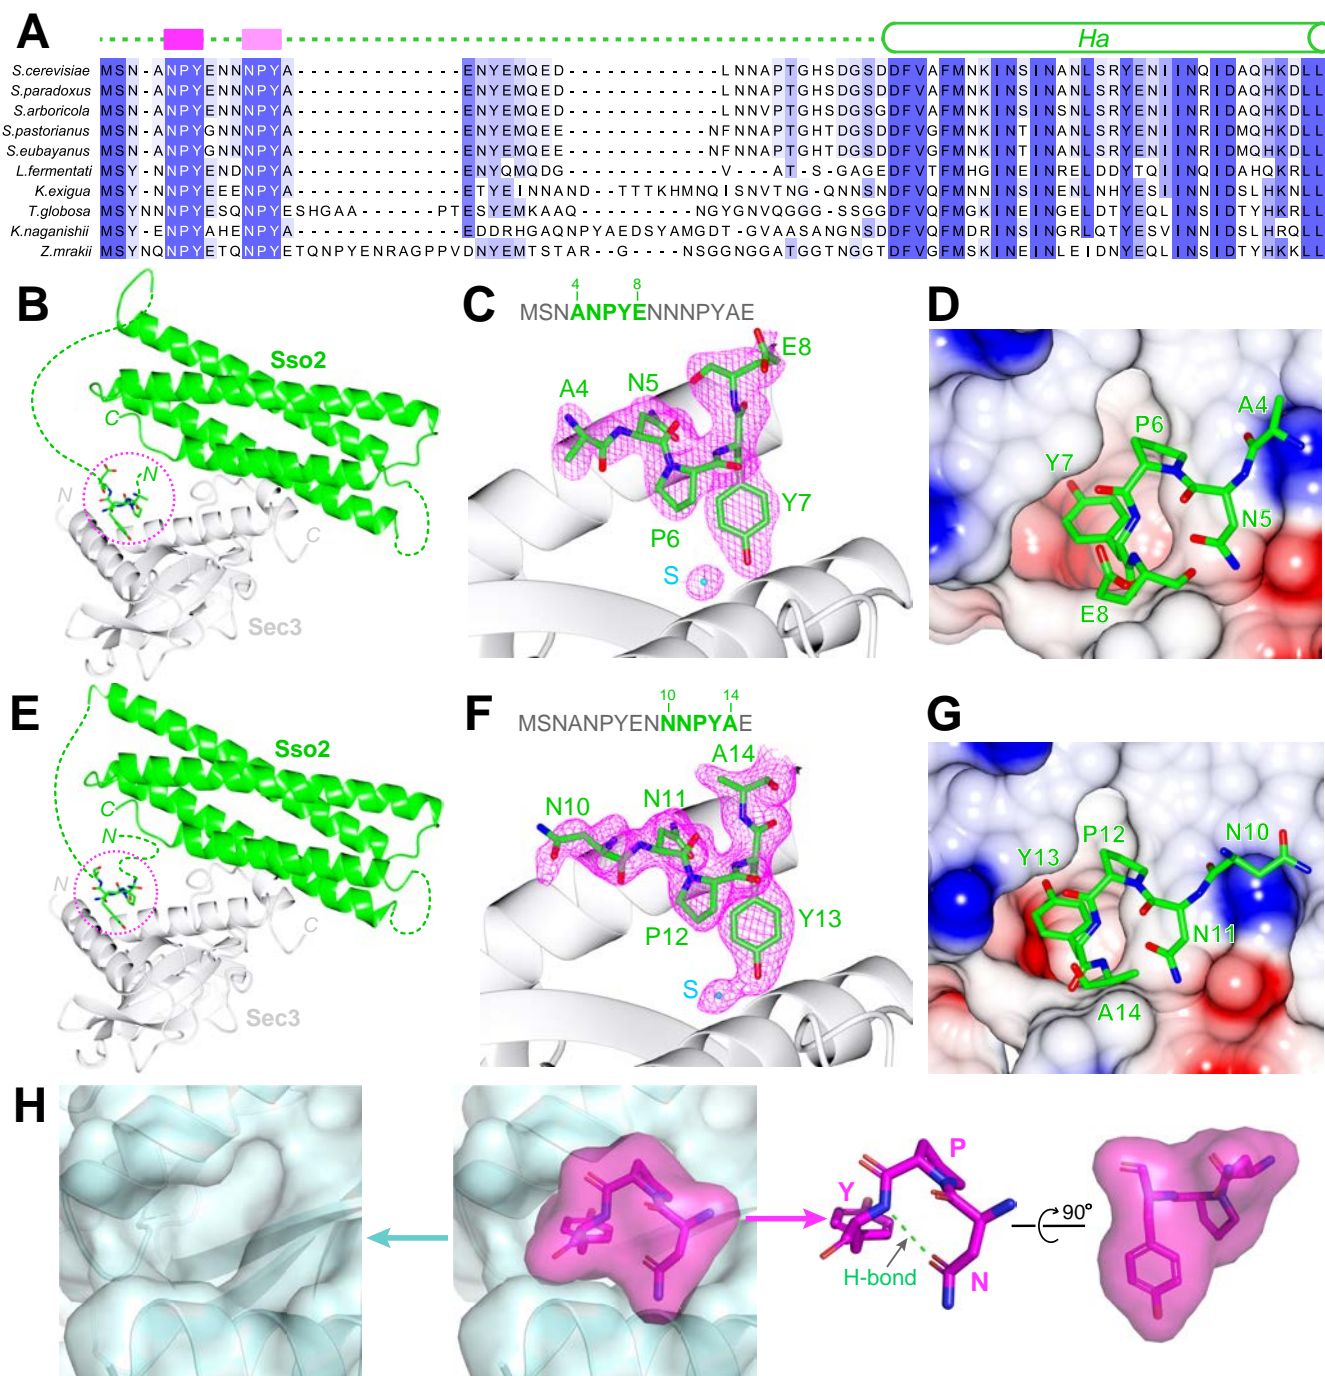 A
Ha
S.cerevisiae MSN-ANPYENNNPYA--------------ENYEMQED-------------LNNAPTGHSDGSDDFVAFMNKINSINANLSRYENIINQIDAQHKDLL
S.paradoxus MSN-ANPYENNNPYA--------------ENYEMQED-------------LNNAPTGHSDGSDDFVAFMNKINSINANLSRYENIINRIDAQHKDLL
S.arboricola MSN-ANPYENNNPYA--------------ENYEMQEE-------------LNNVPTGHSDGSDDFVAFMNKINSINANLSRYENIINRIDAQHKDLL
S.pastorianus MSN-ANPYGNNNPYA--------------ENYEMQEE------------NFNNAPTGHTDGSDDFVGFMNKINTINANLSRYENIINRIDMQHKDLL
S.eubayanus MSN-ANPYGNNNPYA--------------ENYEMQEE------------NFNNAPTGHTDGSDDFVGFMNKINTINANLSRYENIINRIDMQHKDLL
L.fermentati MSY-NNPYENDNPYA--------------ENYQMQDG-------------V--AT-S-GAGEDFVTFMHGINEINRELDDYTQIINQIDAQHQRLL
K.exigua MSY-NNPYEEENPYA--------------ETYEINNAND--TTTKHMNQISNVTNG-QNNSNDFVQFMNNINSINENLNHYESIINNIDSLHKNLL
T.globosa MSYNNNPYESQNPYESHGAA--------PTESYEMKAAQ----------NGYGNVQGGGG-SSGGDFVQFMGKINEINGELDTYEQLINSIDTYHKRLL
K.naganishii MSY-ENPYAHENPYA--------------EDDRHGAQNPYAEDSYAMGDT-GVAASANGNSDDFVQFMDRINSINGRLQTYESVINNIDSLHRQLL
Z.mrakii MSYNQNPYETQNPYETQNPYENRAGPPVDNYEMTSTAR--G----NSGGNGGATGGTNGGTDFVGFMSKINEINLEIDNYEQLINSIDTYHKKLL
B
Sso2
C
N
N
C
Sec3
C
4 8
MSNANPYENNNPYAE
E8
A4
N5
Y7
P6
S
D
A4
P6
Y7
N5
E8
E
Sso2
C
N
N
C
Sec3
F
10 14
MSNANPYENNNPYAE
A14
N10
N11
Y13
P12
S
G
N10
P12
Y13
N11
A14
H
P
Y
N
H-bond
90°